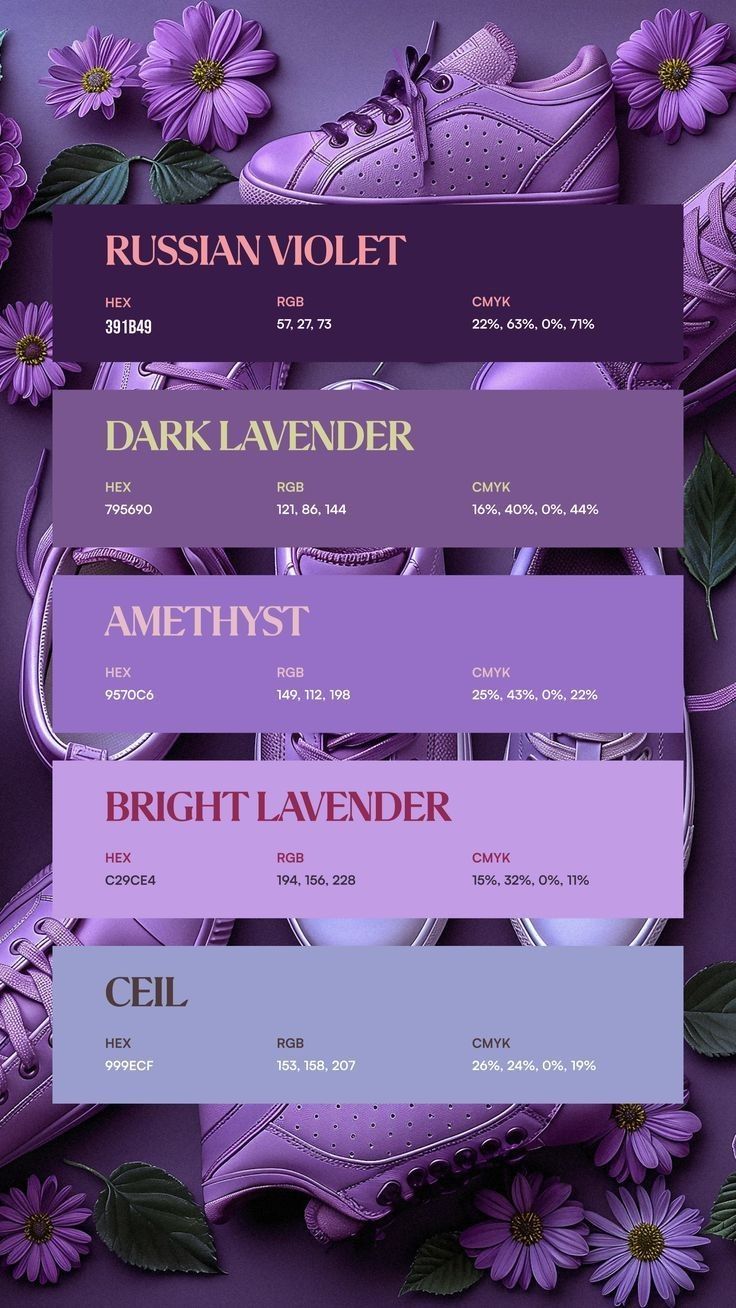 RUSSIAN VIOLET
HEX RGB CMYK
391B49 57, 27, 73 22%, 63%, 0%, 71%
DARK LAVENDER
HEX RGB CMYK
795690 121, 86, 144 16%, 40%, 0%, 44%
AMETHYST
HEX RGB CMYK
9570C6 149, 112, 198 25%, 43%, 0%, 22%
BRIGHT LAVENDER
HEX RGB CMYK
C29CE4 194, 156, 228 15%, 32%, 0%, 11%
CEIL
HEX RGB CMYK
999ECF 153, 158, 207 26%, 24%, 0%, 19%